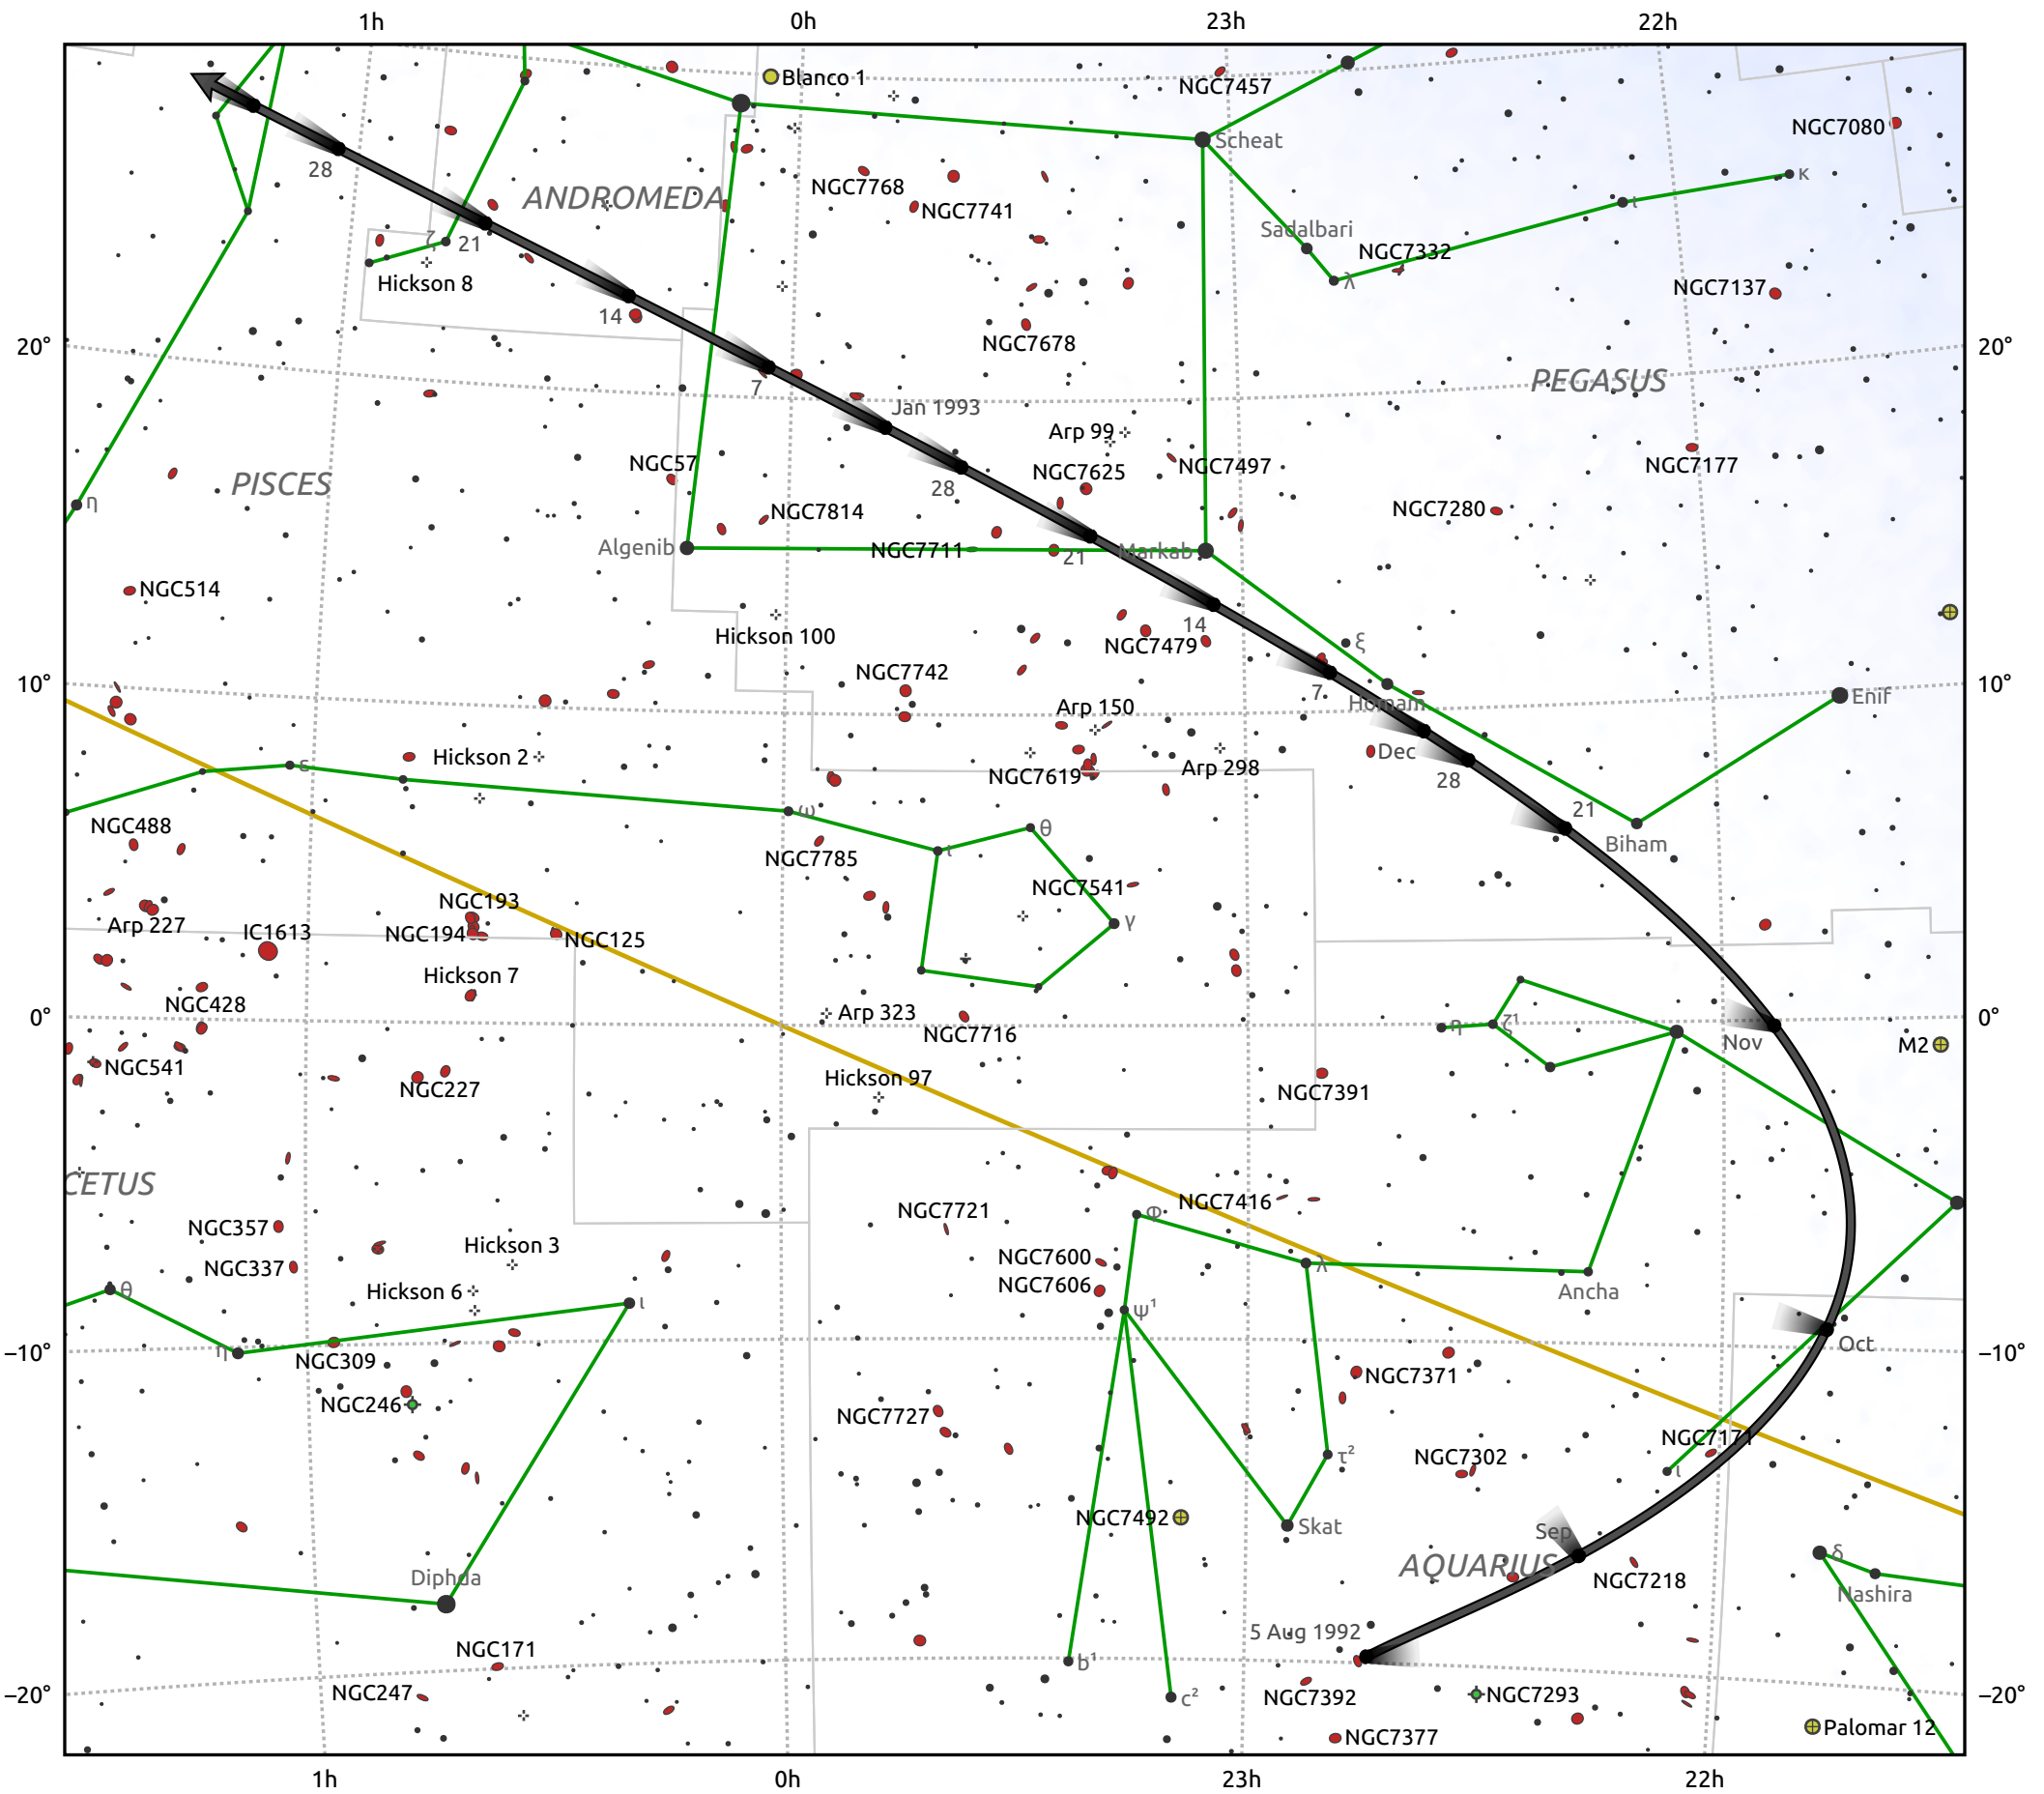 1h 0h 23h 22h
Blanco 1
NGC7457
NGC7080
Scheat
28
κ
NGC7768
ANDROMEDA
ι
NGC7741
Sadalbari
ζ 21
NGC7332
Hickson 8
λ
NGC7137
14
NGC7678
20° 20°
PEGASUS
7
Jan 1993
Arp 99
NGC57 NGC7625 NGC7497 NGC7177
PISCES
28
η
NGC7814 NGC7280
Algenib NGC7711 Markab
21
NGC514
14
Hickson 100 NGC7479
ξ
NGC7742
10° 10°
7
Homam Enif
Arp 150
Dec
Hickson 2
ε
NGC7619 Arp 298
28
21
ω
NGC488
θ
Biham
ι
NGC7785
NGC7541
NGC193
γ
Arp 227
IC1613 NGC194 NGC125
Hickson 7
NGC428
Arp 323
0° 0°
η ζ¹
NGC7716
Nov M2
NGC541
Hickson 97
NGC227 NGC7391
CETUS
NGC7721 NGC7416
φ
NGC357
Hickson 3
NGC7600
NGC337
λ
NGC7606
Hickson 6
Ancha
θ
ι ψ¹
Oct
−10° −10°
η
NGC309
NGC7371
NGC246
NGC7727
NGC7171
NGC7302
τ²
ι
NGC7492 Skat
Sep
δ
AQUARIUS
Diphda NGC7218
Nashira
5 Aug 1992
NGC171
b¹
NGC247
c²
NGC7392 NGC7293
−20° −20°
Palomar 12
NGC7377
1h 0h 23h 22h